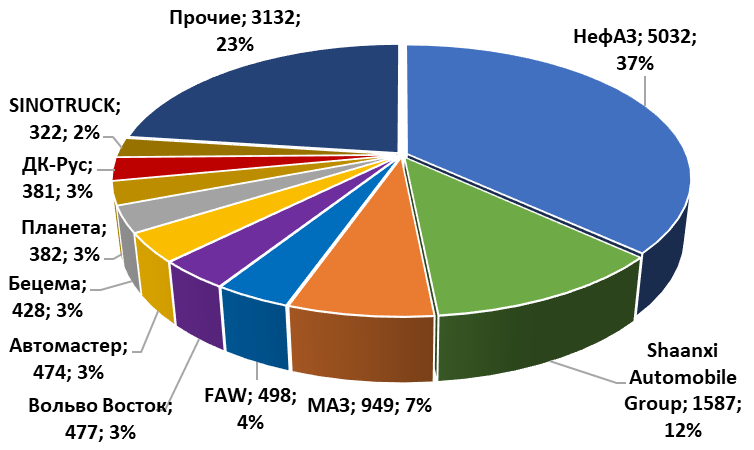 Прочие; 3132;
23%
НефАЗ; 5032;
37%
SINOTRUCK;
322; 2%
ДК-Рус;
381; 3%
Планета;
382; 3%
Бецема;
428; 3%
Автомастер;
474; 3%
Вольво Восток;
477; 3%
FAW; 498;
4%
МАЗ; 949; 7%
Shaanxi
Automobile
Group; 1587;
12%